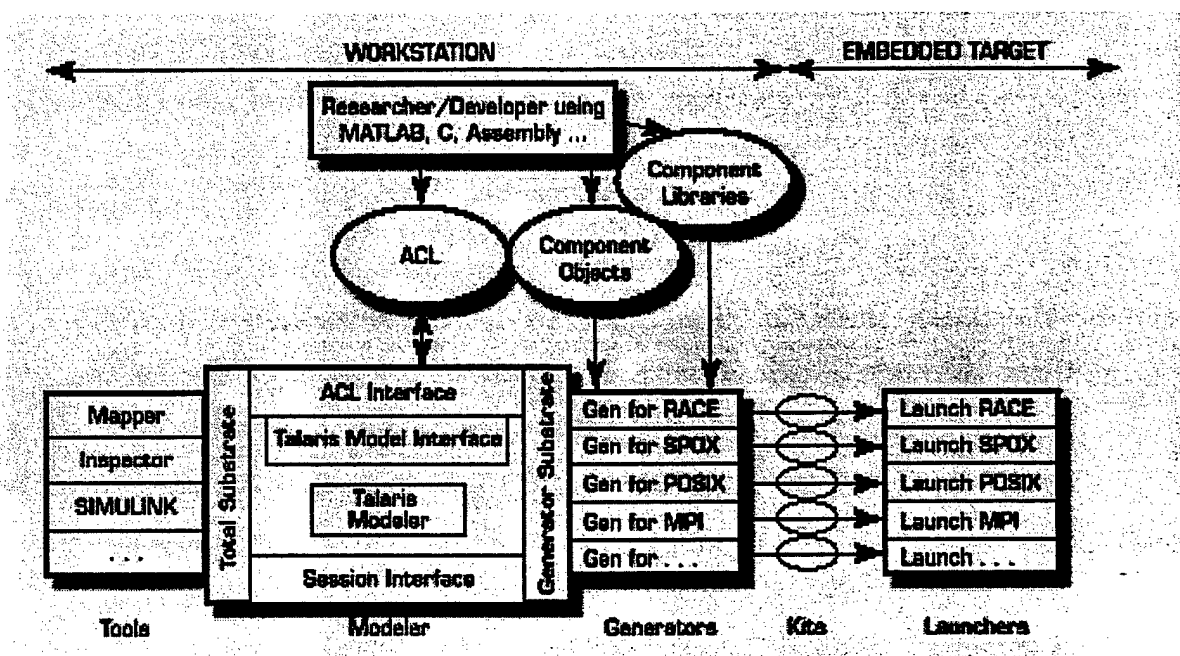 WORKSTATION
EMBEDDED TARGET
Researcher/Developer using
MATLAB, C, Assembly ...
Component
Libraries
ACL
Component
Objects
Mapper
Inspector
SIMULINK
. . .
Total Substrate
ACL Interface
Talaris Model Interface
Talaris
Modeler
Session Interface
Generator Substrate
Gen for RACE
Gen for SPOX
Gen for POSIX
Gen for MPI
Gen for . . .
Launch RACE
Launch SPOX
Launch POSIX
Launch MPI
Launch . . .
Tools
Modeler
Generators
Kits
Launchers